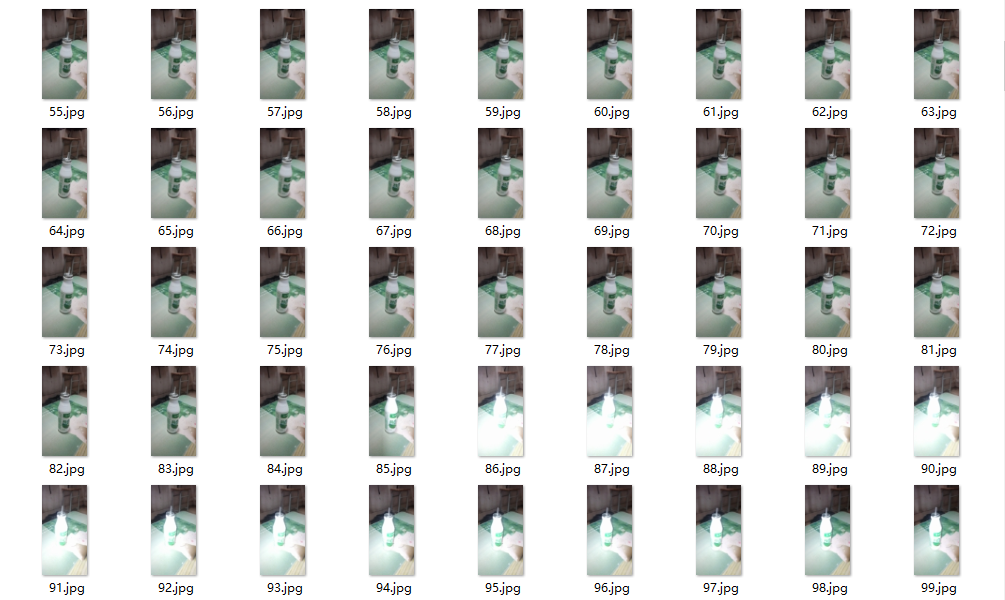 55.jpg 56.jpg 57.jpg 58.jpg 59.jpg 60.jpg 61.jpg 62.jpg 63.jpg
64.jpg 65.jpg 66.jpg 67.jpg 68.jpg 69.jpg 70.jpg 71.jpg 72.jpg
73.jpg 74.jpg 75.jpg 76.jpg 77.jpg 78.jpg 79.jpg 80.jpg 81.jpg
82.jpg 83.jpg 84.jpg 85.jpg 86.jpg 87.jpg 88.jpg 89.jpg 90.jpg
91.jpg 92.jpg 93.jpg 94.jpg 95.jpg 96.jpg 97.jpg 98.jpg 99.jpg